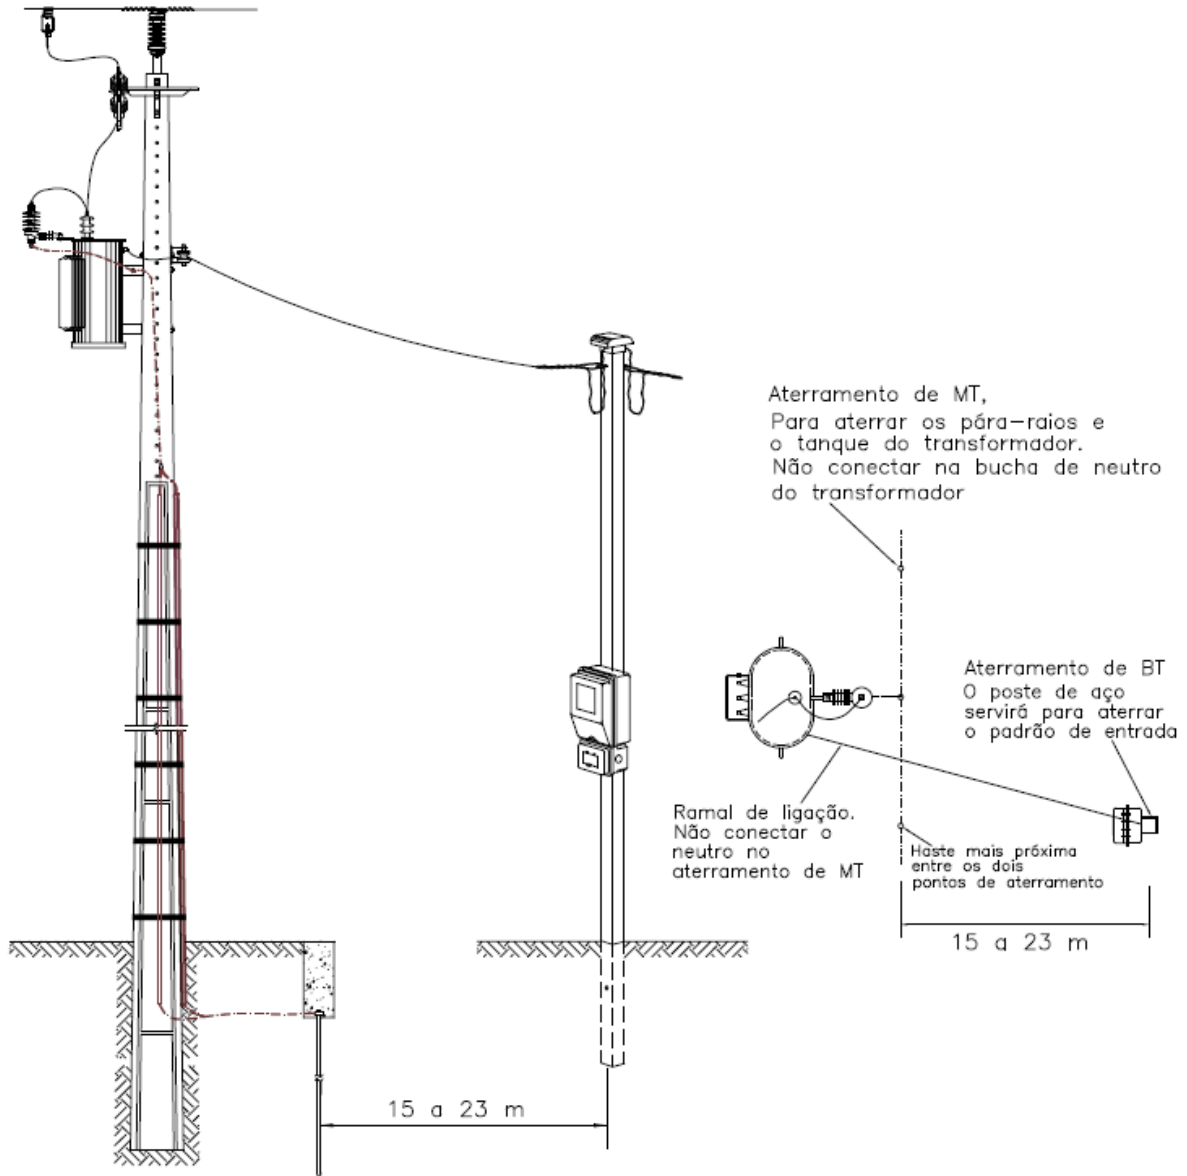 Aterramento de MT,
Para aterrar os pára-raios e
o tanque do transformador.
Não conectar na bucha de neutro
do transformador
Aterramento de BT
O poste de aço
servirá para aterrar
o padrão de entrada
Ramal de ligação.
Não conectar o
neutro no
aterramento de MT
Haste mais próxima
entre os dois
pontos de aterramento
15 a 23 m
15 a 23 m